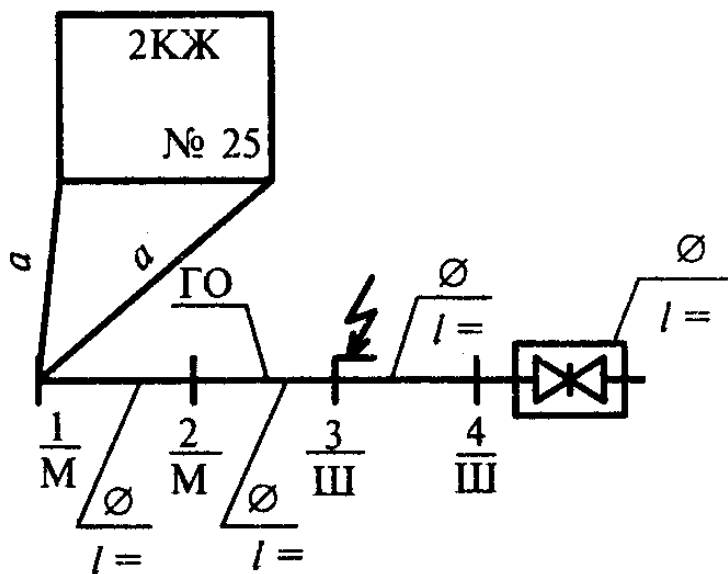 2КЖ
№ 25
a
a
ГО
Ø
l =
Ø
l =
1
М
2
М
3
Ш
4
Ш
Ø
l =
Ø
l =